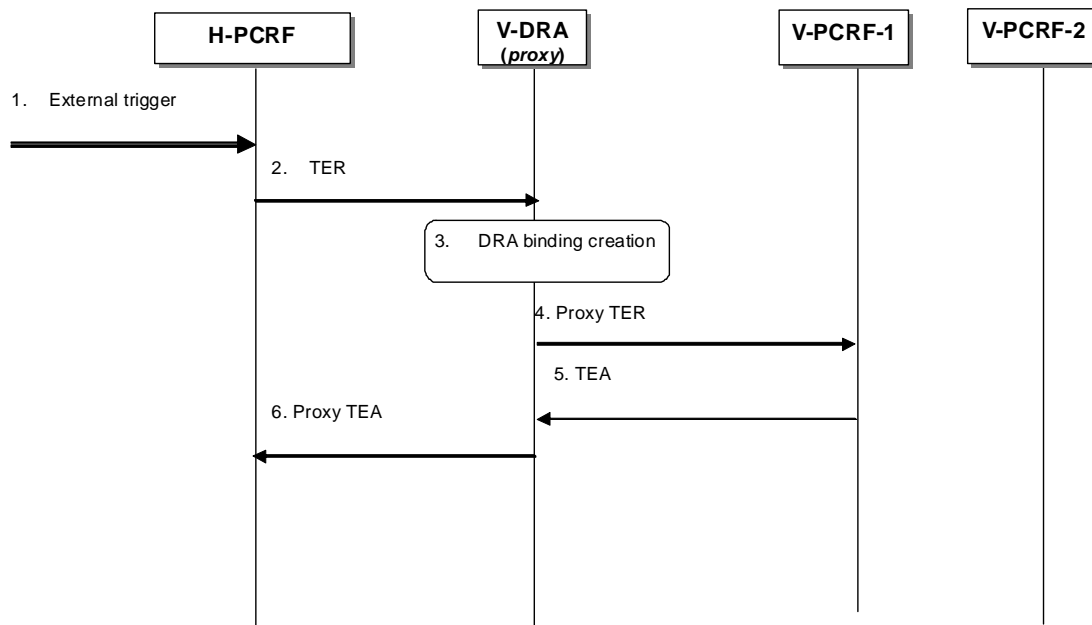 H-PCRF
V-DRA
(proxy)
V-PCRF-1
V-PCRF-2
1. External trigger
2. TER
3. DRA binding creation
4. Proxy TER
5. TEA
6. Proxy TEA